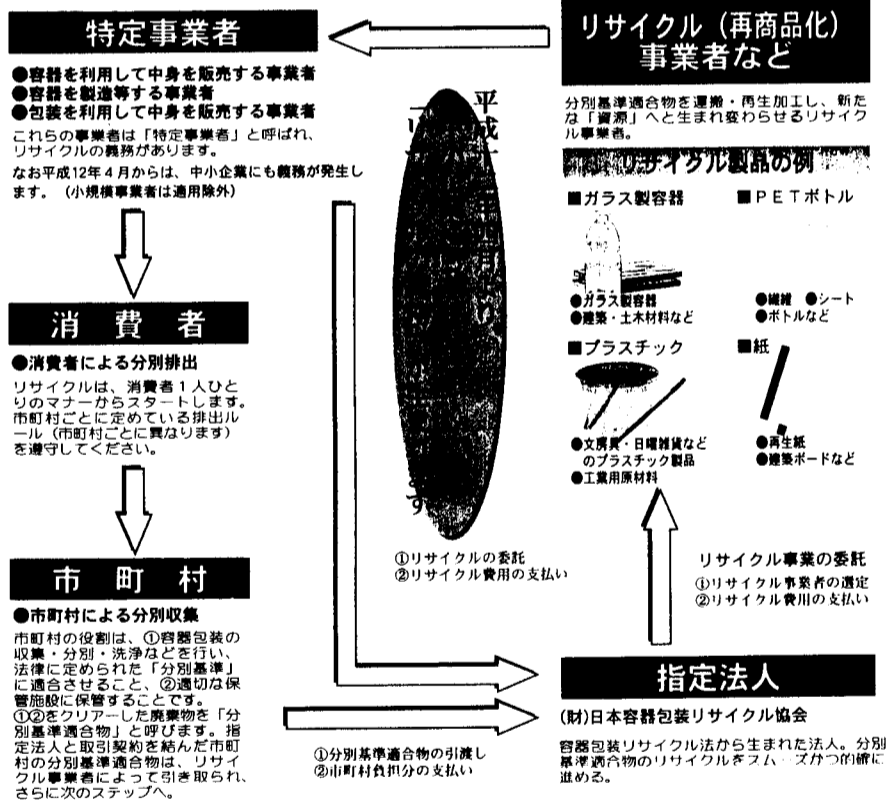 特定事業者
●容器を利用して中身を販売する事業者
●容器を製造等する事業者
●包装を利用して中身を販売する事業者
これらの事業者は「特定事業者」と呼ばれ、
リサイクルの義務があります。
なお平成12年4月からは、中小企業にも義務が発生し
ます。（小規模事業者は適用除外）
消費者
●消費者による分別排出
リサイクルは、消費者1人ひと
りのマナーからスタートします。
市町村ごとに定めている排出ル
ール（市町村ごとに異なります）
を遵守してください。
市町村
●市町村による分別収集
市町村の役割は、①容器包装の
収集・分別・洗浄などを行い、
法律に定められた「分別基準」
に適合させること、②適切な保
管施設に保管することです。
①②をクリアーした廃棄物を「分
別基準適合物」と呼びます。指
定法人と取引契約を結んだ市町
村の分別基準適合物は、リサイ
クル事業者によって引き取られ、
さらに次のステップへ。
平成
①リサイクルの委託
②リサイクル費用の支払い
①分別基準適合物の引渡し
②市町村負担分の支払い
リサイクル（再商品化）
事業者など
分別基準適合物を運搬・再生加工し、新た
な「資源」へと生まれ変わらせるリサイク
ル事業者。
リサイクル製品の例
■ガラス製容器
●ガラス製容器
●建築・土木材料など
■PETボトル
●繊維 ●シート
●ボトルなど
■プラスチック
●文房具・日曜雑貨など
のプラスチック製品
●工業用原材料
■紙
●再生紙
●建築ボードなど
リサイクル事業の委託
①リサイクル事業者の選定
②リサイクル費用の支払い
指定法人
(財)日本容器包装リサイクル協会
容器包装リサイクル法から生まれた法人。分別
基準適合物のリサイクルをスムーズかつ的確に
進める。